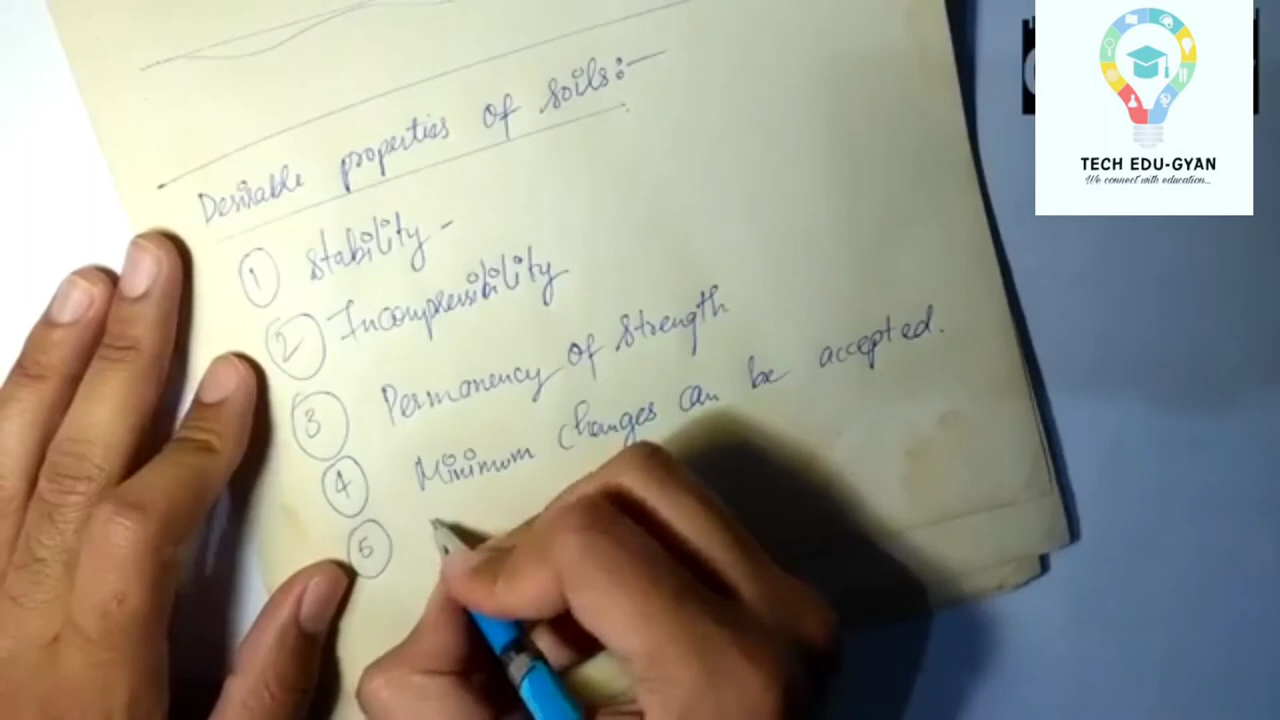 Desirable properties of Soils:-
① Stability -
② Incompressibility
③ Permanency of Strength
④ Minimum changes can be accepted.
⑤
TECH EDU-GYAN
We connect with education...